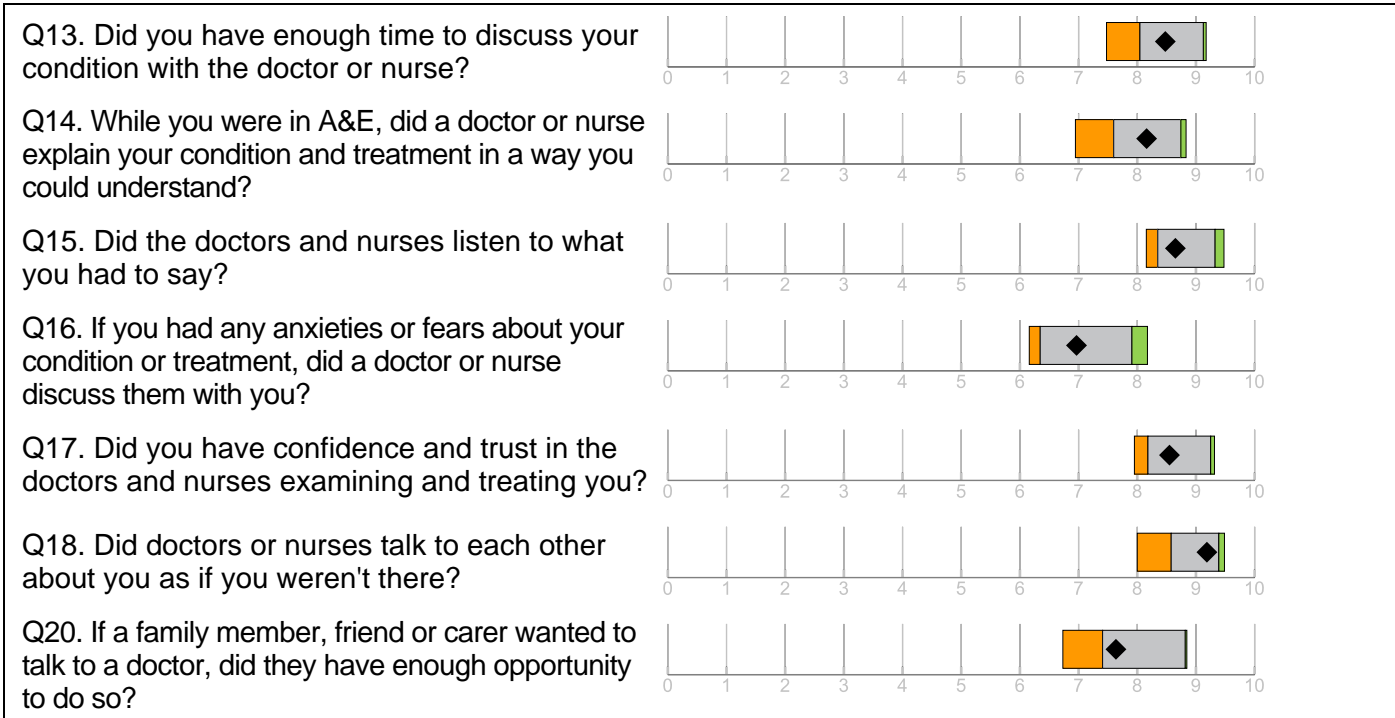 Q13. Did you have enough time to discuss your
condition with the doctor or nurse?
0 1 2 3 4 5 6 7 8 9 10
Q14. While you were in A&E, did a doctor or nurse
explain your condition and treatment in a way you
could understand?
0 1 2 3 4 5 6 7 8 9 10
Q15. Did the doctors and nurses listen to what
you had to say?
0 1 2 3 4 5 6 7 8 9 10
Q16. If you had any anxieties or fears about your
condition or treatment, did a doctor or nurse
discuss them with you?
0 1 2 3 4 5 6 7 8 9 10
Q17. Did you have confidence and trust in the
doctors and nurses examining and treating you?
0 1 2 3 4 5 6 7 8 9 10
Q18. Did doctors or nurses talk to each other
about you as if you weren't there?
0 1 2 3 4 5 6 7 8 9 10
Q20. If a family member, friend or carer wanted to
talk to a doctor, did they have enough opportunity
to do so?
0 1 2 3 4 5 6 7 8 9 10